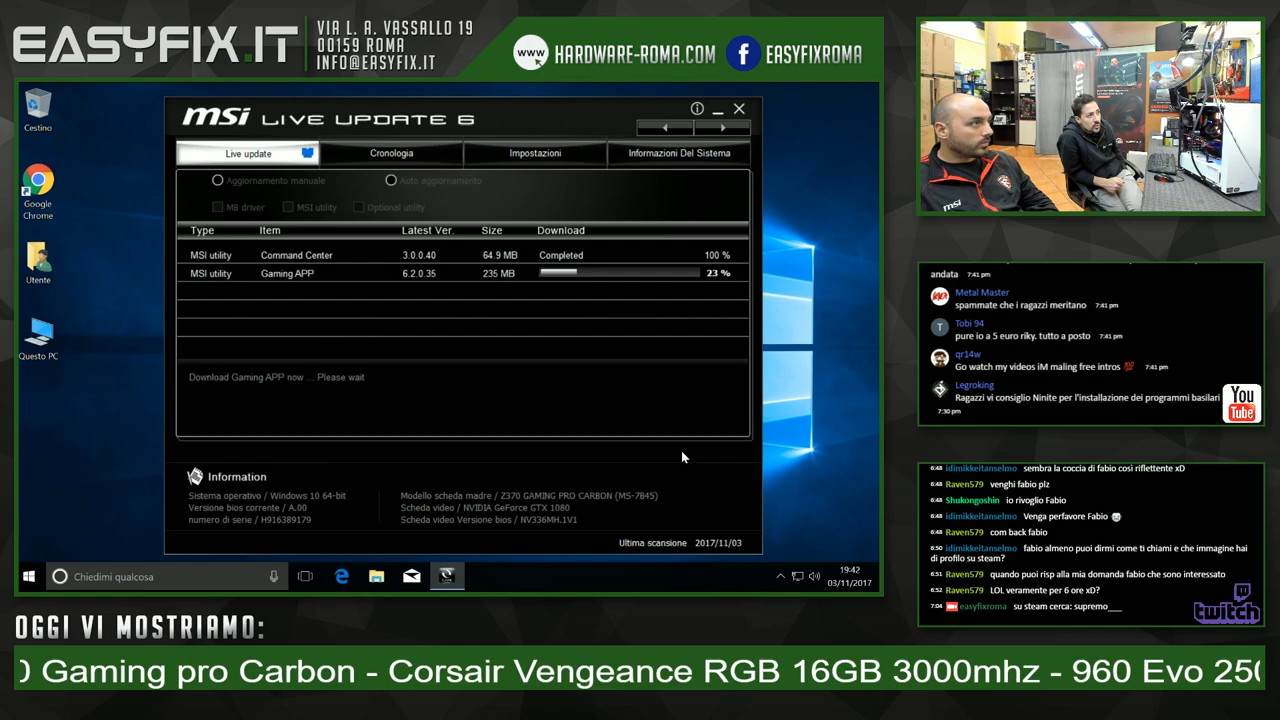 EASYFIX.IT
VIA L. A. VASSALLO 19
00159 ROMA
INFO@EASYFIX.IT
WWW
HARDWARE-ROMA.COM
f
EASYFIXROMA
Cestino
Google
Chrome
Utente
Questo PC
msi LIVE UPDATE 6
Live update
Cronologia
Impostazioni
Informazioni Del Sistema
Aggiornamento manuale
Auto aggiornamento
MB driver
MSI utility
Optional utility
Type Item Latest Ver. Size Download
MSI utility Command Center 3.0.0.40 64.9 MB Completed 100 %
MSI utility Gaming APP 6.2.0.35 235 MB 23 %
Download Gaming APP now ... Please wait
Information
Sistema operativo / Windows 10 64-bit
Versione bios corrente / A.00
numero di serie / H916389179
Modello scheda madre / Z370 GAMING PRO CARBON (MS-7B45)
Scheda video / NVIDIA GeForce GTX 1080
Scheda video Versione bios / NV336MH.1V1
Ultima scansione 2017/11/03
Chiedimi qualcosa
19:42
03/11/2017
msi
andata 7:41 pm
Metal Master
spammate che i ragazzi meritano 7:41 pm
T
Tobi 94
pure io a 5 euro riky. tutto a posto 7:41 pm
qr14w
Go watch my videos iM maling free intros 💯 7:41 pm
Legroking
Ragazzi vi consiglio Ninite per l'installazione dei programmi basilari
7:30 pm
You
Tube
6:48 idimikkeitanselmo sembra la coccia di fabio così riflettente xD
6:48 Raven579 venghi fabio plz
6:48 Shukongoshin io rivoglio Fabio
6:48 idimikkeitanselmo Venga perfavore Fabio
6:48 Raven579 com back fabio
6:50 idimikkeitanselmo fabio almeno puoi dirmi come ti chiami e che immagine hai
di profilo su steam?
6:51 Raven579 quando puoi risp alla mia domanda fabio che sono interessato
6:52 Raven579 LOL veramente per 6 ore xD?
7:04 easyfixroma su steam cerca: supremo___
twitch
OGGI VI MOSTRIAMO:
0 Gaming pro Carbon - Corsair Vengeance RGB 16GB 3000mhz - 960 Evo 250